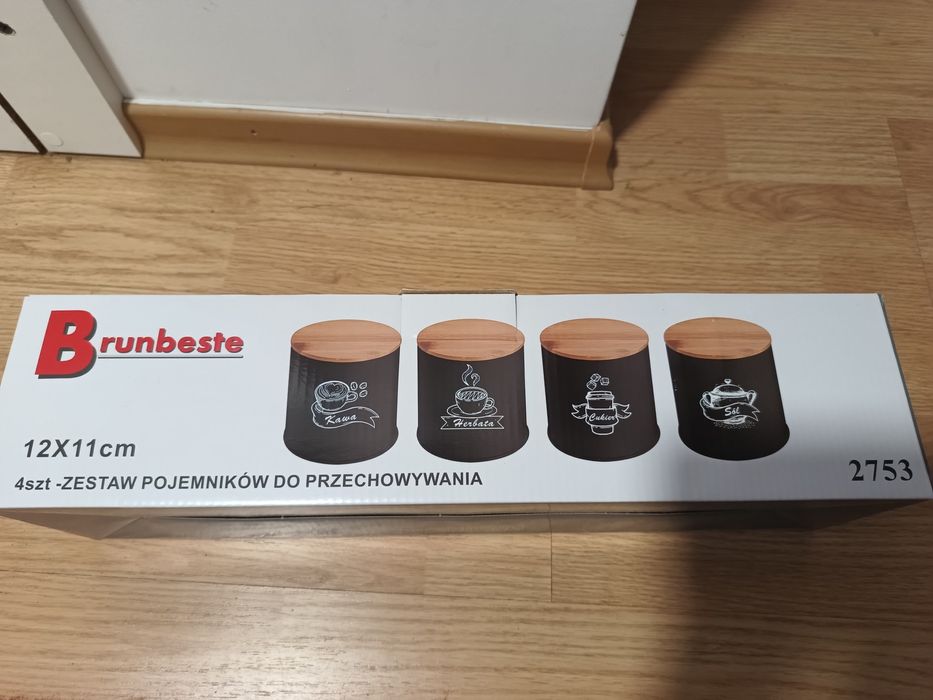 Brunbeste
Kawa
Herbata
Cukier
Sól
12X11cm
4szt -ZESTAW POJEMNIKÓW DO PRZECHOWYWANIA
2753